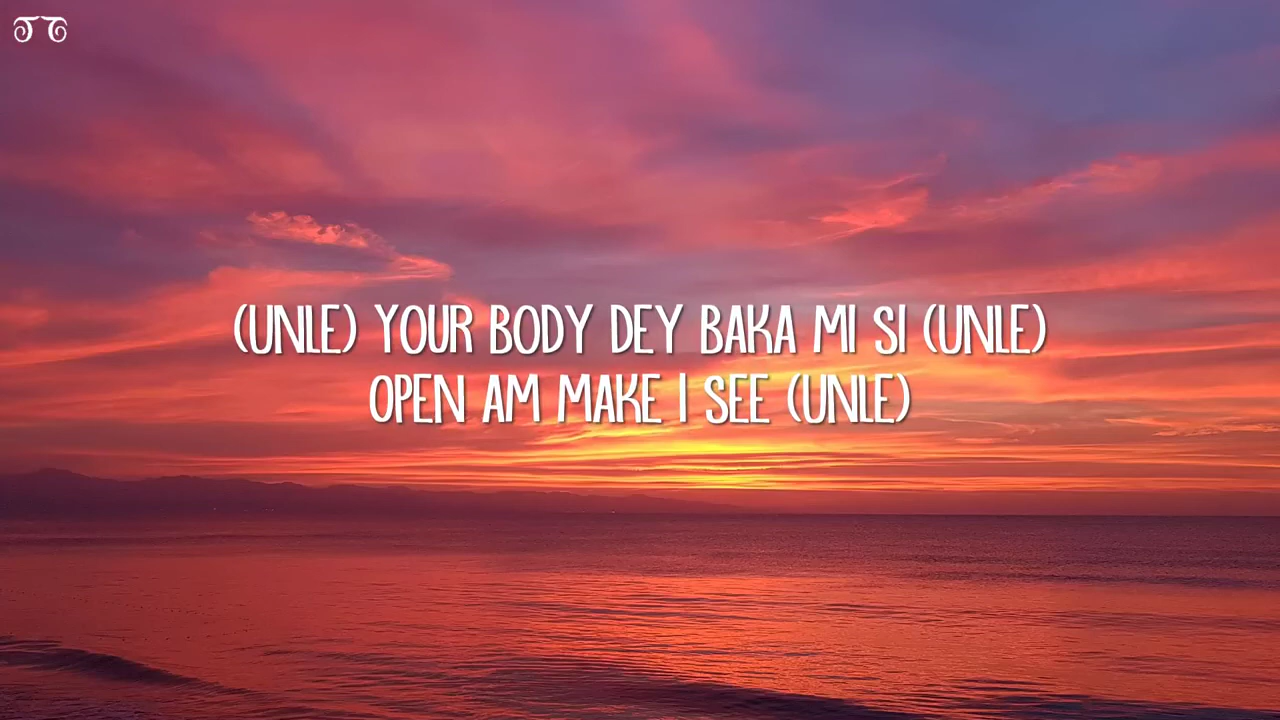 (UNLE) YOUR BODY DEY BAKA MI SI (UNLE)
OPEN AM MAKE I SEE (UNLE)